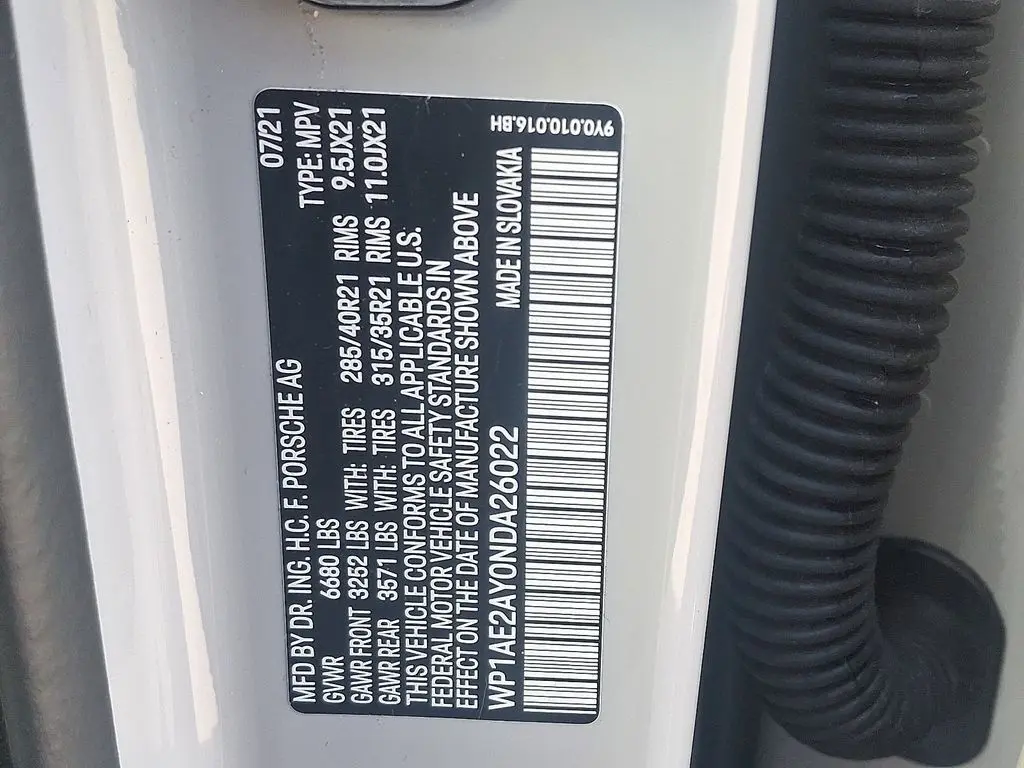 MFD BY DR. ING. H.C. F. PORSCHE AG 07/21
GVWR 6680 LBS TYPE: MPV
GAWR FRONT 3252 LBS WITH: TIRES 285/40R21 RIMS 9.5JX21
GAWR REAR 3571 LBS WITH: TIRES 315/35R21 RIMS 11.0JX21
THIS VEHICLE CONFORMS TO ALL APPLICABLE U.S.
FEDERAL MOTOR VEHICLE SAFETY STANDARDS IN
EFFECT ON THE DATE OF MANUFACTURE SHOWN ABOVE
WP1AE2AY0NDA26022 MADE IN SLOVAKIA
9Y0.010.016.BH